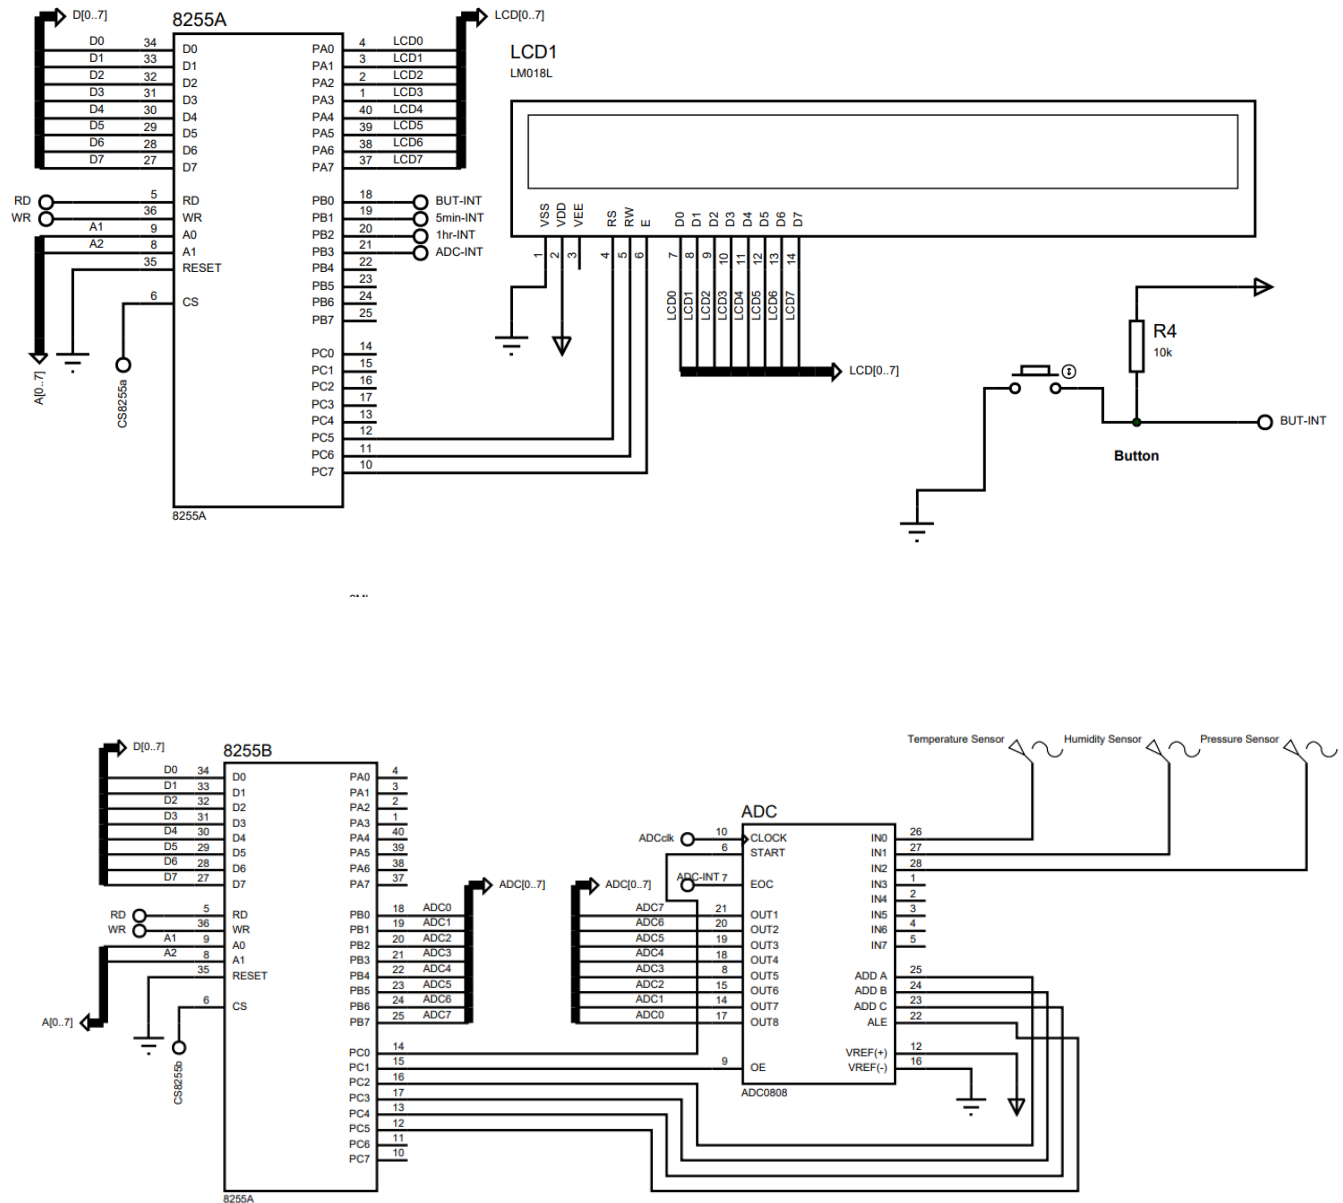 D[0..7]
8255A
LCD[0..7]
D0 34 D0 PA0 4 LCD0
D1 33 D1 PA1 3 LCD1
D2 32 D2 PA2 2 LCD2
D3 31 D3 PA3 1 LCD3
D4 30 D4 PA4 40 LCD4
D5 29 D5 PA5 39 LCD5
D6 28 D6 PA6 38 LCD6
D7 27 D7 PA7 37 LCD7
RD 5 RD PB0 18 BUT-INT
WR 36 WR PB1 19 5min-INT
A1 9 A0 PB2 20 1hr-INT
A2 8 A1 PB3 21 ADC-INT
35 RESET PB4 22
PB5 23
6 CS PB6 24
PB7 25
PC0 14
PC1 15
PC2 16
PC3 17
PC4 13
PC5 12
PC6 11
PC7 10
A[0..7]
CS8255a
8255A
LCD1
LM018L
VSS VDD VEE RS RW E D0 D1 D2 D3 D4 D5 D6 D7
1 2 3 4 5 6 7 8 9 10 11 12 13 14
LCD0 LCD1 LCD2 LCD3 LCD4 LCD5 LCD6 LCD7
LCD[0..7]
R4
10k
BUT-INT
Button
D[0..7]
8255B
D0 34 D0 PA0 4
D1 33 D1 PA1 3
D2 32 D2 PA2 2
D3 31 D3 PA3 1
D4 30 D4 PA4 40
D5 29 D5 PA5 39
D6 28 D6 PA6 38
D7 27 D7 PA7 37
ADC[0..7]
RD 5 RD PB0 18 ADC0
WR 36 WR PB1 19 ADC1
A1 9 A0 PB2 20 ADC2
A2 8 A1 PB3 21 ADC3
35 RESET PB4 22 ADC4
PB5 23 ADC5
6 CS PB6 24 ADC6
PB7 25 ADC7
A[0..7]
CS8255b
PC0 14
PC1 15
PC2 16
PC3 17
PC4 13
PC5 12
PC6 11
PC7 10
8255A
Temperature Sensor Humidity Sensor Pressure Sensor
ADC
ADCclk 10 CLOCK IN0 26
6 START IN1 27
IN2 28
ADC-INT 7 EOC IN3 1
ADC[0..7]
IN4 2
ADC7 21 OUT1 IN5 3
ADC6 20 OUT2 IN6 4
ADC5 19 OUT3 IN7 5
ADC4 18 OUT4
ADC3 8 OUT5 ADD A 25
ADC2 15 OUT6 ADD B 24
ADC1 14 OUT7 ADD C 23
ADC0 17 OUT8 ALE 22
VREF(+) 12
9 OE VREF(-) 16
ADC0808